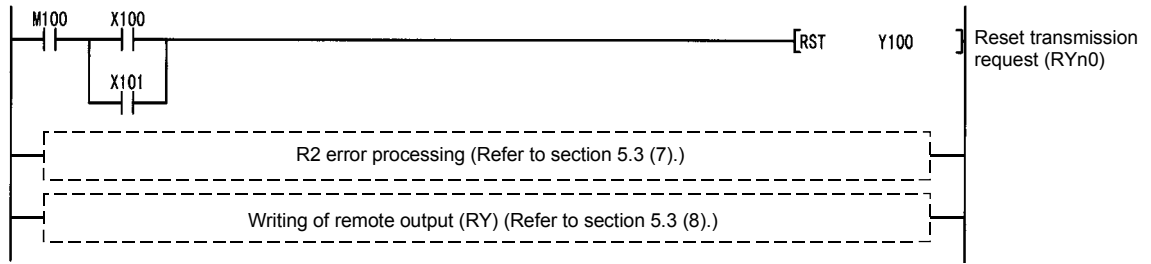 M100 X100
RST Y100
Reset transmission
request (RYn0)
X101
R2 error processing (Refer to section 5.3 (7).)
Writing of remote output (RY) (Refer to section 5.3 (8).)